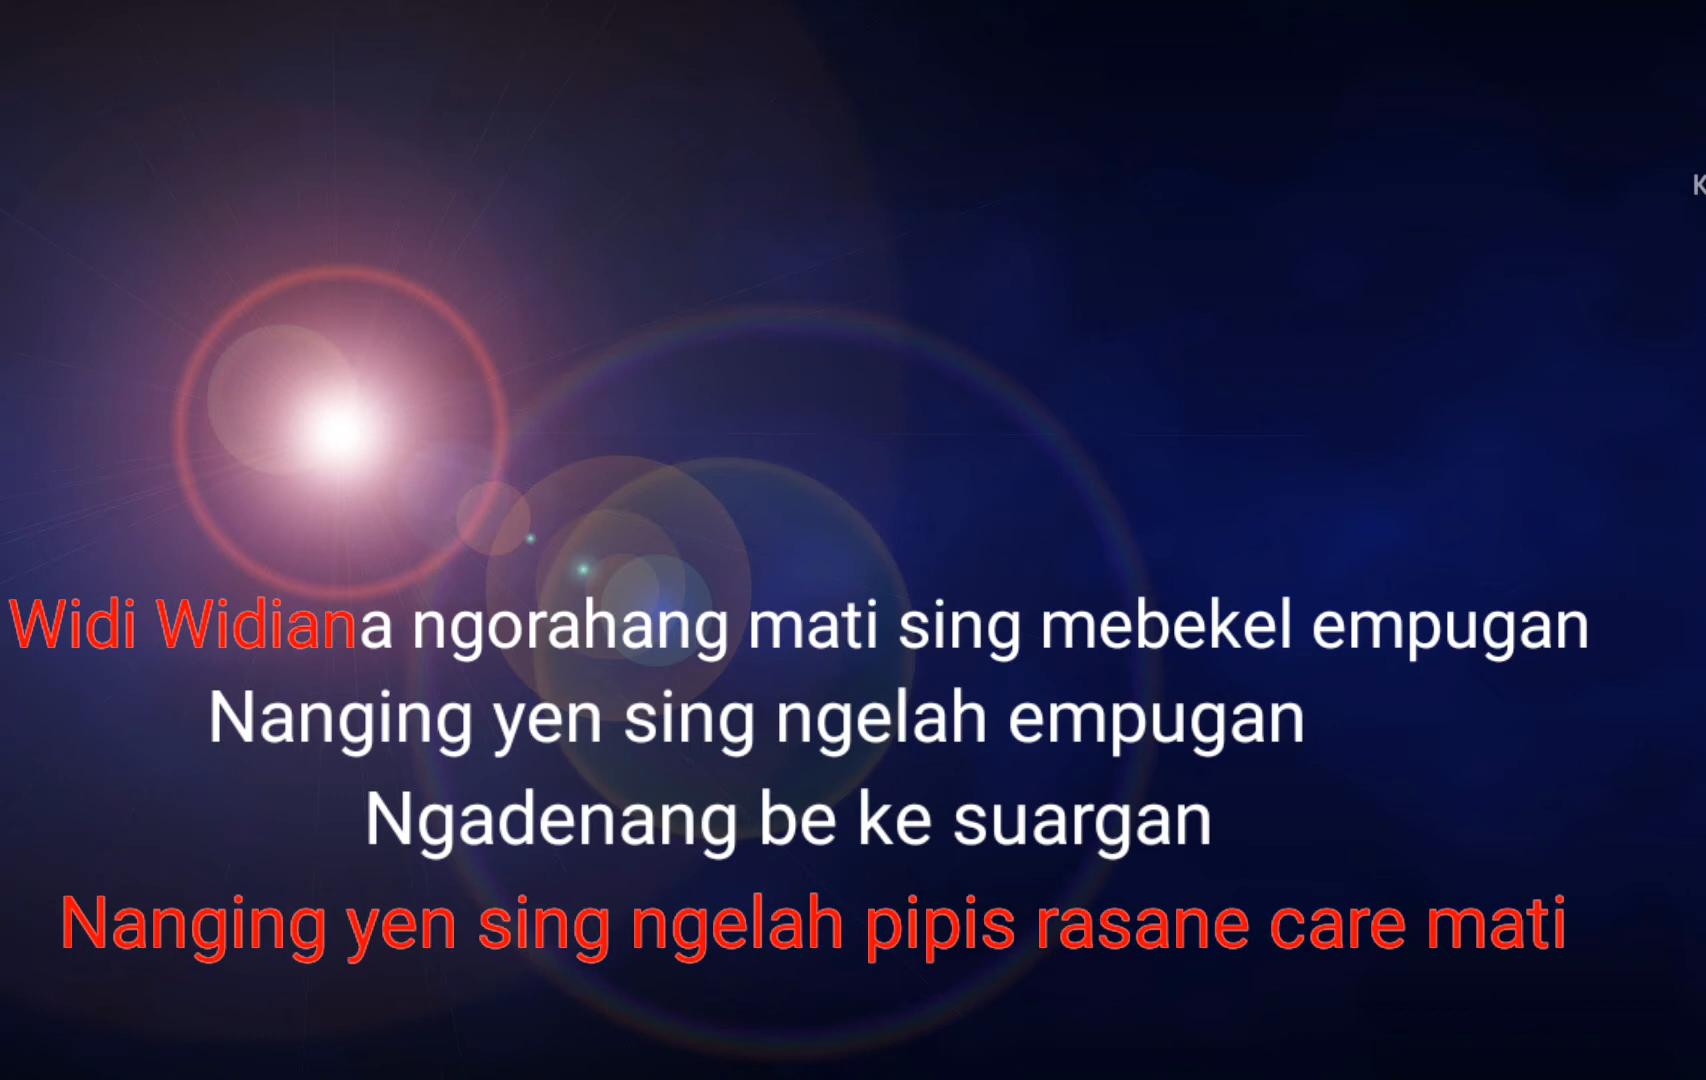 K
Widi Widiana ngorahang mati sing mebekel empugan
Nanging yen sing ngelah empugan
Ngadenang be ke suargan
Nanging yen sing ngelah pipis rasane care mati